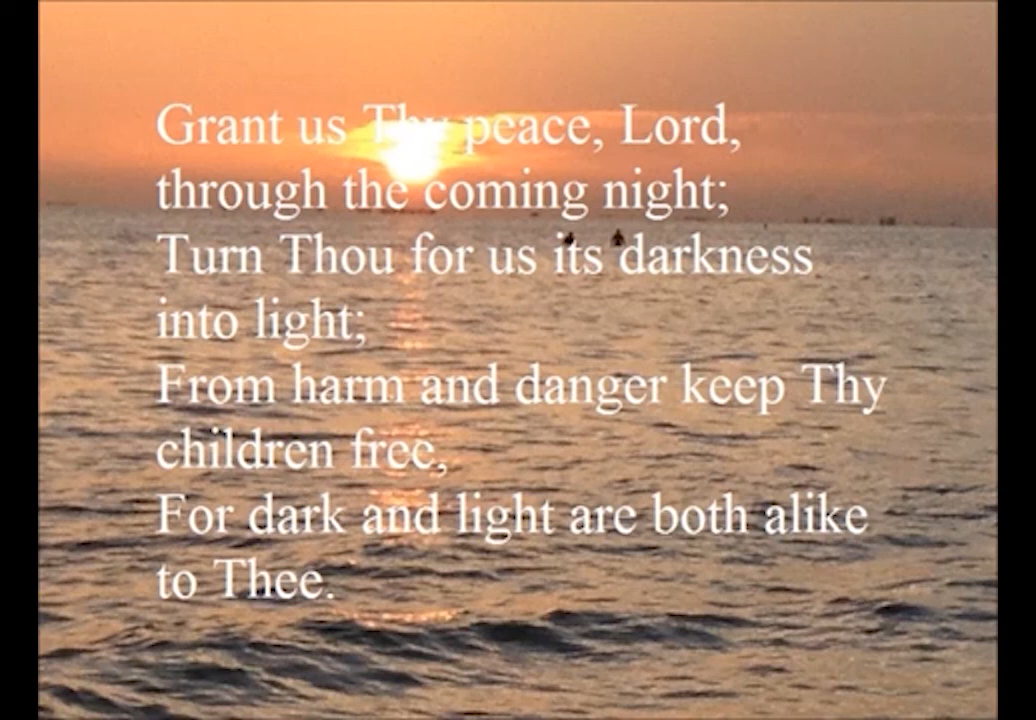 Grant us Thy peace, Lord,
through the coming night;
Turn Thou for us its darkness
into light;
From harm and danger keep Thy
children free,
For dark and light are both alike
to Thee.